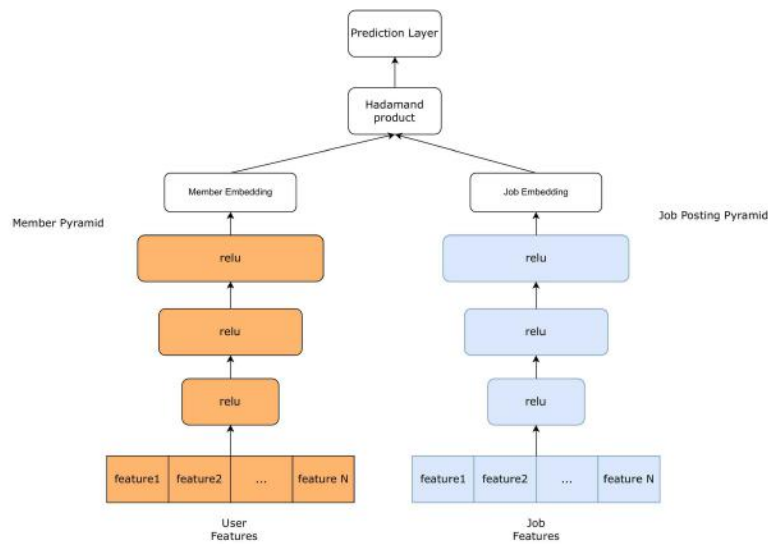 Prediction Layer
Hadamand
product
Member Embedding
Job Embedding
Member Pyramid
Job Posting Pyramid
relu
relu
relu
relu
relu
relu
feature1
feature2
...
feature N
feature1
feature2
...
feature N
User
Features
Job
Features